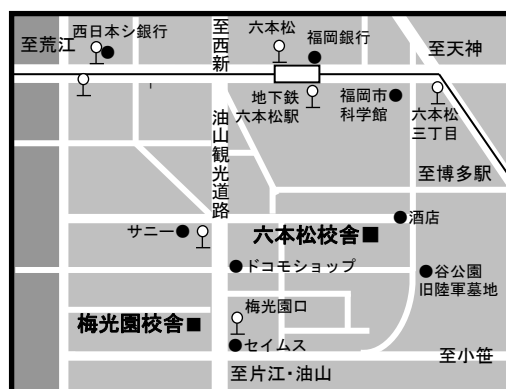 西日本シ銀行
至荒江
至西新
六本松
福岡銀行
至天神
地下鉄
六本松駅
福岡市
科学館
六本松
三丁目
油山観光道路
至博多駅
サニー
六本松校舎
酒店
ドコモショップ
谷公園
旧陸軍墓地
梅光園口
梅光園校舎
セイムス
至小笹
至片江・油山